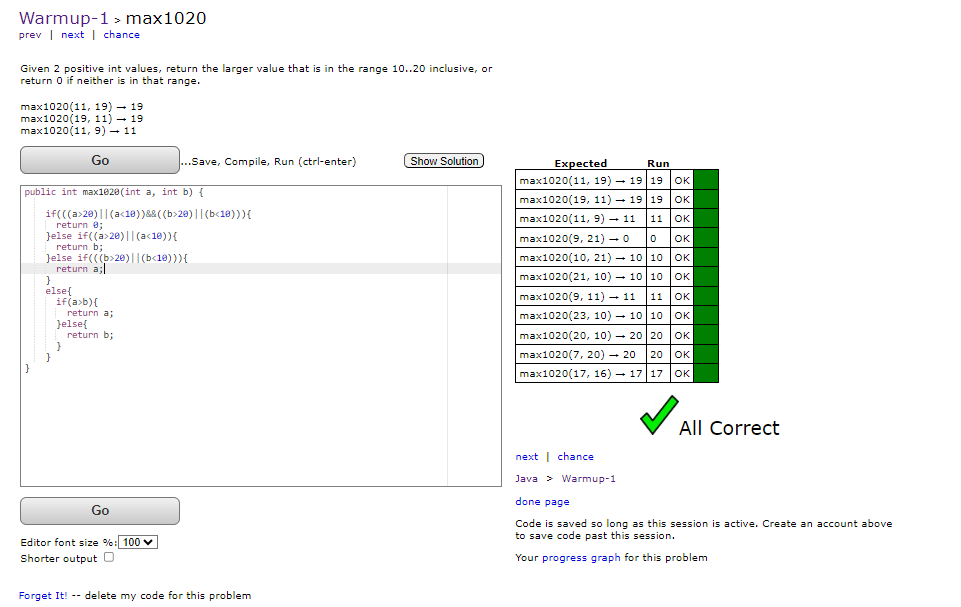 Warmup-1 > max1020
prev | next | chance
Given 2 positive int values, return the larger value that is in the range 10..20 inclusive, or
return 0 if neither is in that range.
max1020(11, 19) → 19
max1020(19, 11) → 19
max1020(11, 9) → 11
Go
...Save, Compile, Run (ctrl-enter)
Show Solution
public int max1020(int a, int b) {
if(((a>20)||(a<10))&&((b>20)||(b<10))){
return 0;
}else if((a>20)||(a<10)){
return b;
}else if(((b>20)||(b<10))){
return a;
}
else{
if(a>b){
return a;
}else{
return b;
}
}
}
Go
Editor font size %: 100
Shorter output
Forget It! -- delete my code for this problem
Expected Run
max1020(11, 19) → 19 19 OK
max1020(19, 11) → 19 19 OK
max1020(11, 9) → 11 11 OK
max1020(9, 21) → 0 0 OK
max1020(10, 21) → 10 10 OK
max1020(21, 10) → 10 10 OK
max1020(9, 11) → 11 11 OK
max1020(23, 10) → 10 10 OK
max1020(20, 10) → 20 20 OK
max1020(7, 20) → 20 20 OK
max1020(17, 16) → 17 17 OK
All Correct
next | chance
Java > Warmup-1
done page
Code is saved so long as this session is active. Create an account above
to save code past this session.
Your progress graph for this problem